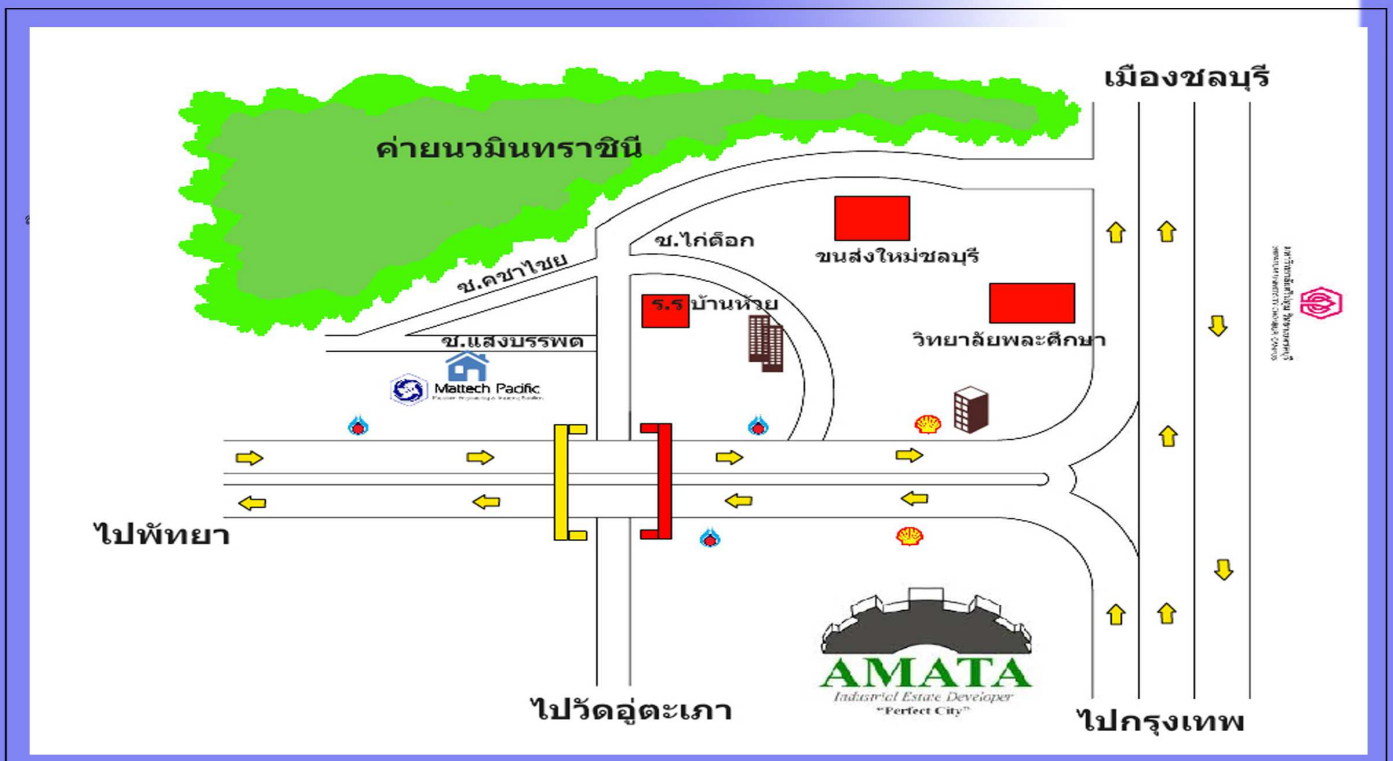 เมืองชลบุรี
ค่ายนวมินทราชินี
ซ.ไก่ต็อก
ขนส่งใหม่ชลบุรี
ซ.คชาไชย
ร.ร บ้านห้วย
วิทยาลัยพละศึกษา
ซ.แสงบรรพต
Mattech Pacific
ไปพัทยา
AMATA
Industrial Estate Developer
"Perfect City"
ไปวัดอู่ตะเภา
ไปกรุงเทพ